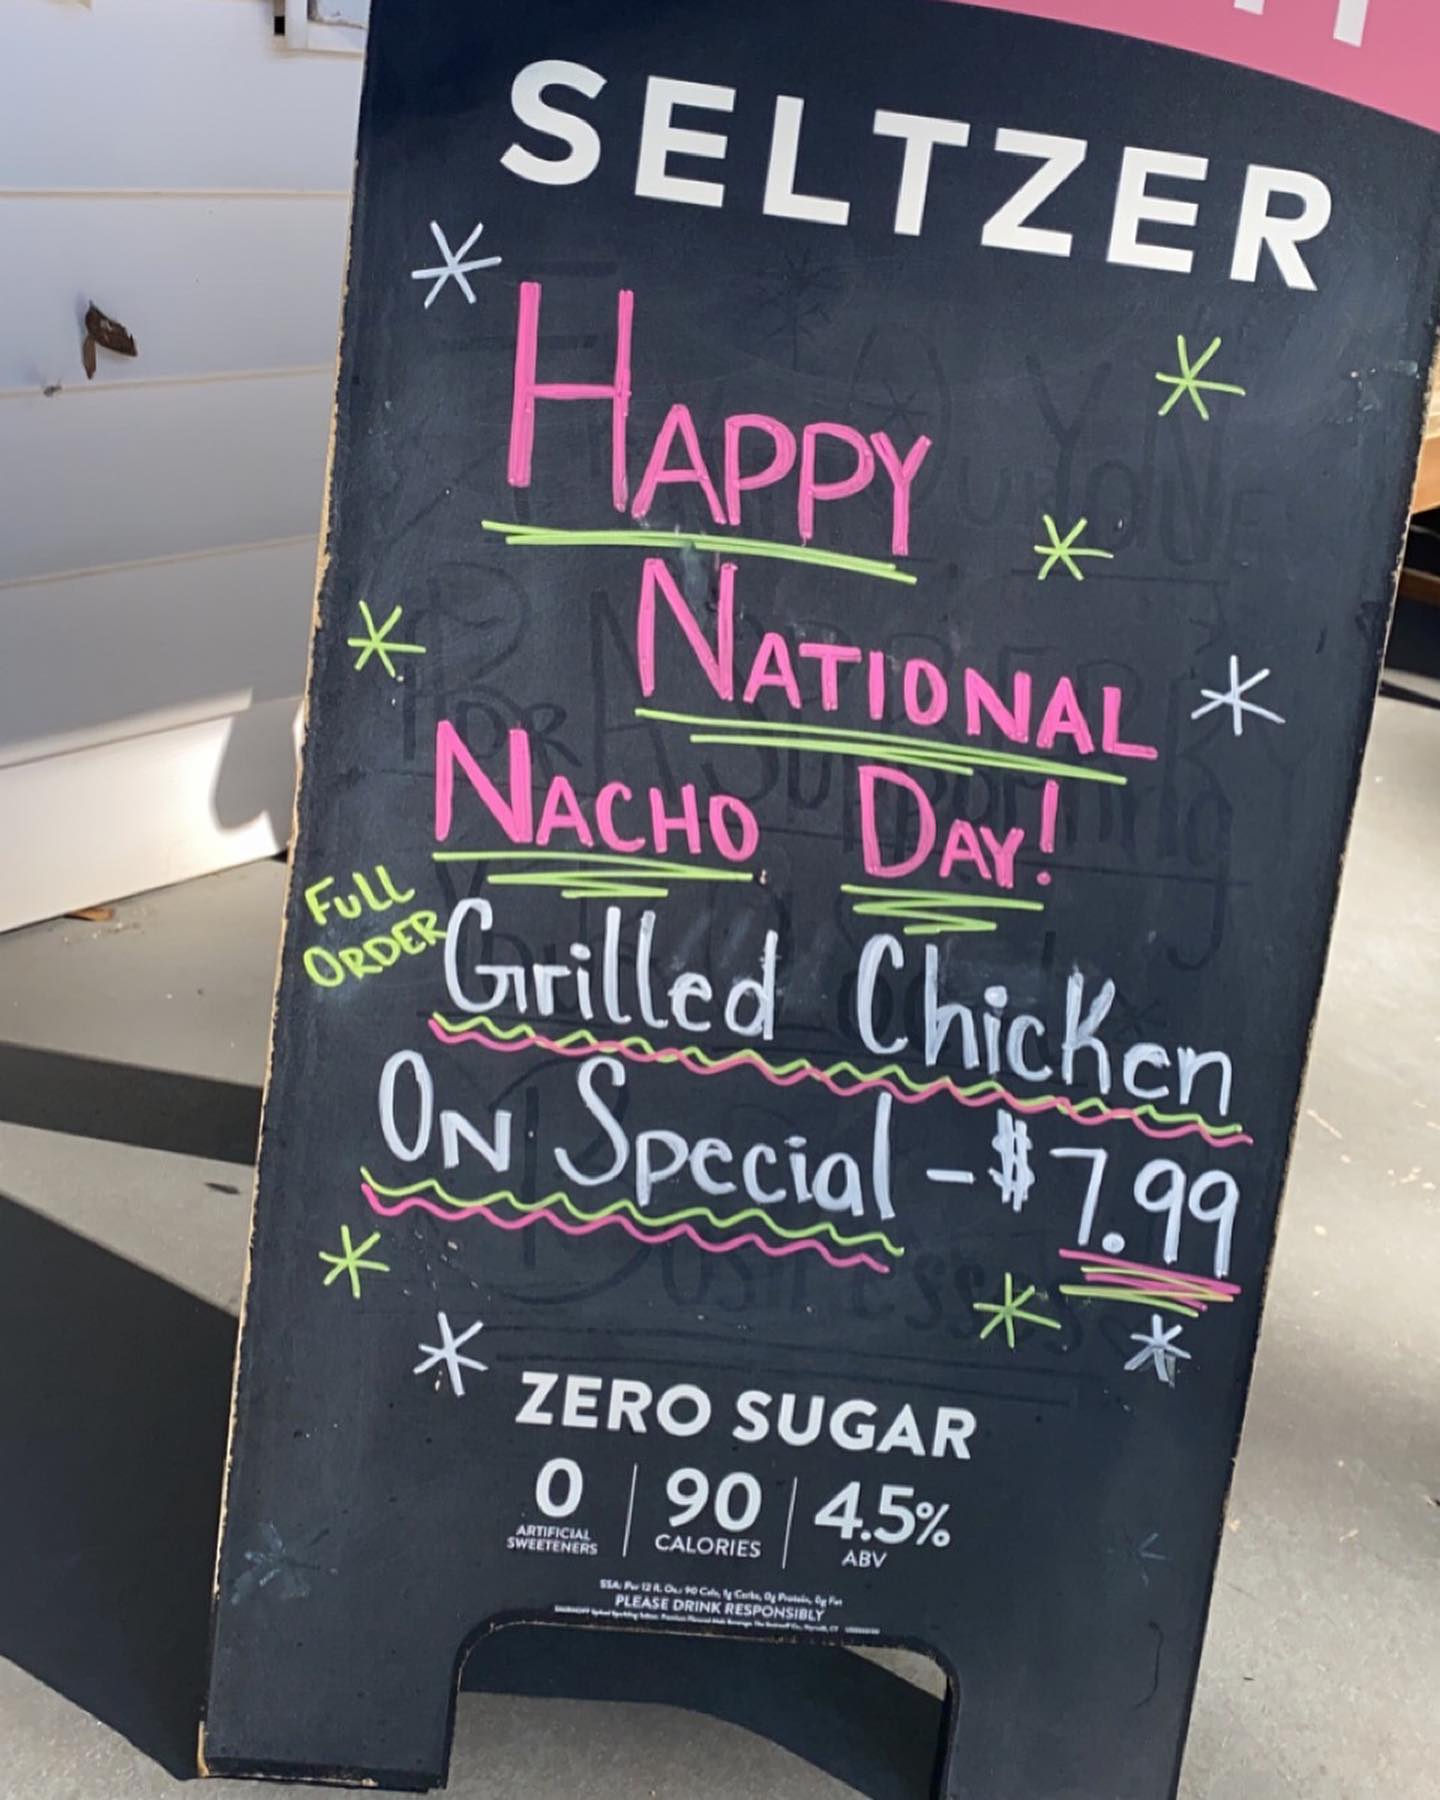 SELTZER
HAPPY
NATIONAL
NACHO DAY!
FULL
ORDER
Grilled Chicken
ON Special - $7.99
ZERO SUGAR
0 90 4.5%
ARTIFICIAL
SWEETENERS CALORIES ABV
PLEASE DRINK RESPONSIBLY